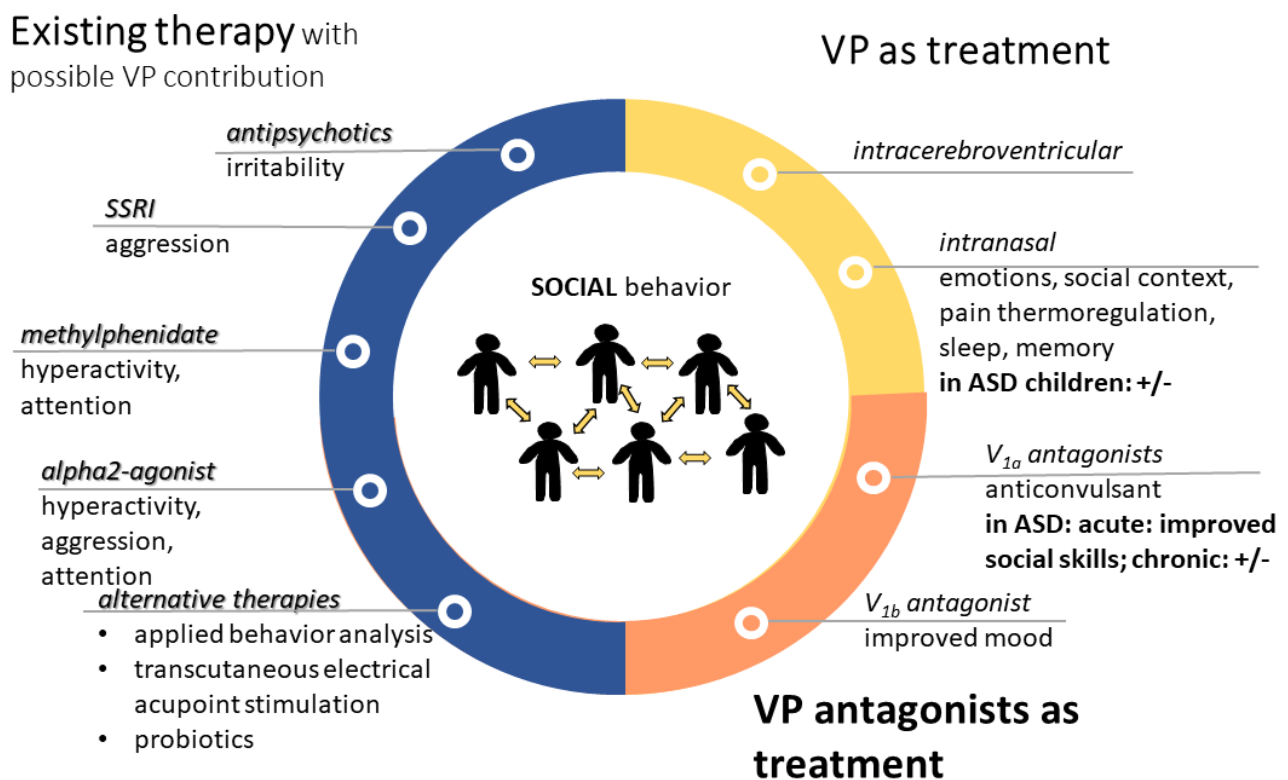 Existing therapy with
possible VP contribution
antipsychotics
irritability
SSRI
aggression
methylphenidate
hyperactivity,
attention
alpha2-agonist
hyperactivity,
aggression,
attention
alternative therapies
• applied behavior analysis
• transcutaneous electrical
acupoint stimulation
• probiotics
SOCIAL behavior
VP as treatment
intracerebroventricular
intranasal
emotions, social context,
pain thermoregulation,
sleep, memory
in ASD children: +/-
V1a antagonists
anticonvulsant
in ASD: acute: improved
social skills; chronic: +/-
V1b antagonist
improved mood
VP antagonists as
treatment